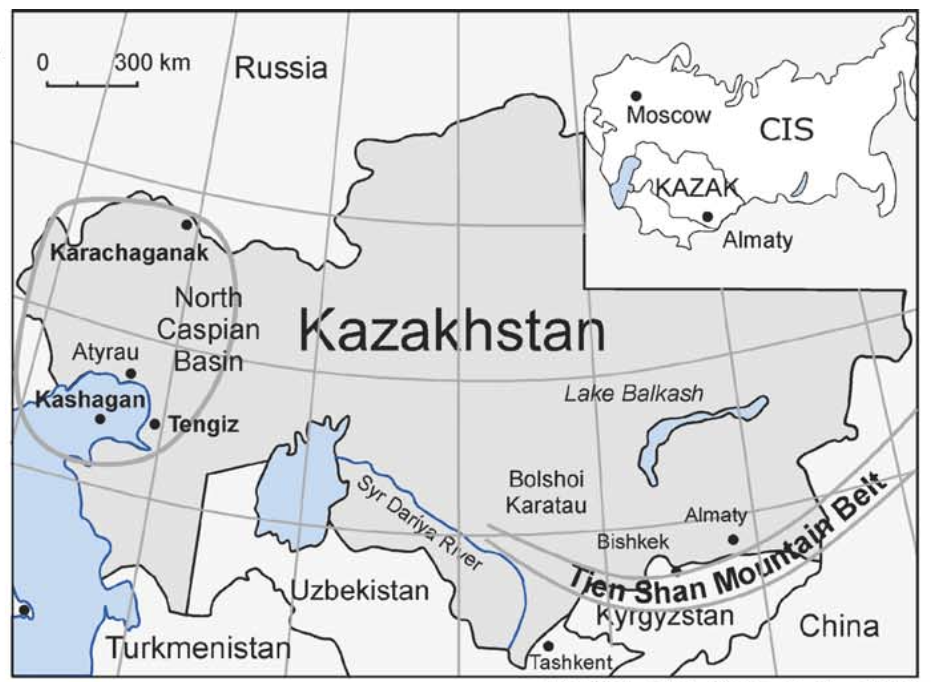 0 300 km
Russia
Moscow
CIS
KAZAK
Almaty
Karachaganak
North
Caspian
Basin
Kazakhstan
Atyrau
Kashagan
Tengiz
Lake Balkash
Bolshoi
Karatau
Syr Dariya River
Almaty
Bishkek
Tien Shan Mountain Belt
Uzbekistan
Kyrgyzstan
China
Turkmenistan
Tashkent